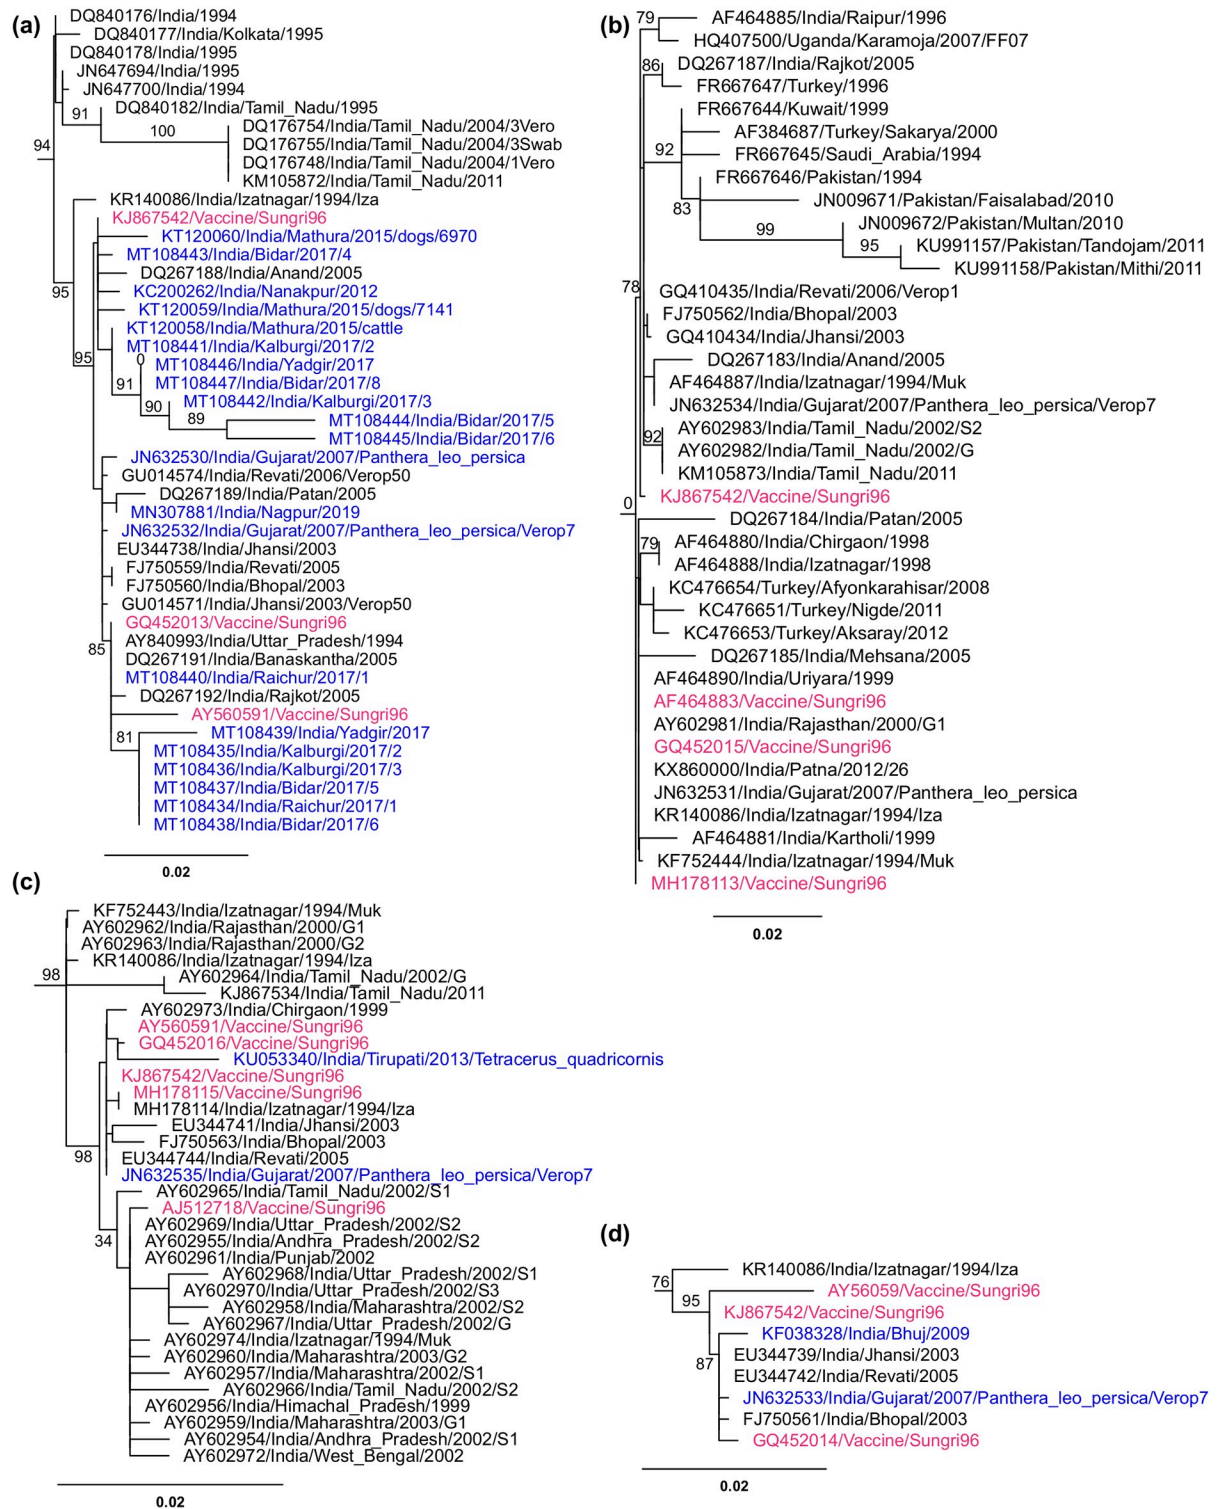 (a)
DQ840176/India/1994
DQ840177/India/Kolkata/1995
DQ840178/India/1995
JN647694/India/1995
JN647700/India/1994
DQ840182/India/Tamil_Nadu/1995
91
100
DQ176754/India/Tamil_Nadu/2004/3Vero
DQ176755/India/Tamil_Nadu/2004/3Swab
DQ176748/India/Tamil_Nadu/2004/1Vero
KM105872/India/Tamil_Nadu/2011
94
KR140086/India/Izatnagar/1994/Iza
KJ867542/Vaccine/Sungri96
KT120060/India/Mathura/2015/dogs/6970
MT108443/India/Bidar/2017/4
DQ267188/India/Anand/2005
95
KC200262/India/Nanakpur/2012
KT120059/India/Mathura/2015/dogs/7141
KT120058/India/Mathura/2015/cattle
MT108441/India/Kalburgi/2017/2
95
0
MT108446/India/Yadgir/2017
91
MT108447/India/Bidar/2017/8
90
MT108442/India/Kalburgi/2017/3
89
MT108444/India/Bidar/2017/5
MT108445/India/Bidar/2017/6
JN632530/India/Gujarat/2007/Panthera_leo_persica
GU014574/India/Revati/2006/Verop50
DQ267189/India/Patan/2005
MN307881/India/Nagpur/2019
JN632532/India/Gujarat/2007/Panthera_leo_persica/Verop7
EU344738/India/Jhansi/2003
FJ750559/India/Revati/2005
FJ750560/India/Bhopal/2003
GU014571/India/Jhansi/2003/Verop50
GQ452013/Vaccine/Sungri96
AY840993/India/Uttar_Pradesh/1994
85
DQ267191/India/Banaskantha/2005
MT108440/India/Raichur/2017/1
DQ267192/India/Rajkot/2005
AY560591/Vaccine/Sungri96
81
MT108439/India/Yadgir/2017
MT108435/India/Kalburgi/2017/2
MT108436/India/Kalburgi/2017/3
MT108437/India/Bidar/2017/5
MT108434/India/Raichur/2017/1
MT108438/India/Bidar/2017/6
0.02
(b)
79
AF464885/India/Raipur/1996
HQ407500/Uganda/Karamoja/2007/FF07
86
DQ267187/India/Rajkot/2005
FR667647/Turkey/1996
FR667644/Kuwait/1999
AF384687/Turkey/Sakarya/2000
92
FR667645/Saudi_Arabia/1994
FR667646/Pakistan/1994
83
JN009671/Pakistan/Faisalabad/2010
99
JN009672/Pakistan/Multan/2010
95
KU991157/Pakistan/Tandojam/2011
KU991158/Pakistan/Mithi/2011
78
GQ410435/India/Revati/2006/Verop1
FJ750562/India/Bhopal/2003
GQ410434/India/Jhansi/2003
DQ267183/India/Anand/2005
AF464887/India/Izatnagar/1994/Muk
JN632534/India/Gujarat/2007/Panthera_leo_persica/Verop7
92
AY602983/India/Tamil_Nadu/2002/S2
AY602982/India/Tamil_Nadu/2002/G
KM105873/India/Tamil_Nadu/2011
KJ867542/Vaccine/Sungri96
0
DQ267184/India/Patan/2005
79
AF464880/India/Chirgaon/1998
AF464888/India/Izatnagar/1998
KC476654/Turkey/Afyonkarahisar/2008
KC476651/Turkey/Nigde/2011
KC476653/Turkey/Aksaray/2012
DQ267185/India/Mehsana/2005
AF464890/India/Uriyara/1999
AF464883/Vaccine/Sungri96
AY602981/India/Rajasthan/2000/G1
GQ452015/Vaccine/Sungri96
KX860000/India/Patna/2012/26
JN632531/India/Gujarat/2007/Panthera_leo_persica
KR140086/India/Izatnagar/1994/Iza
AF464881/India/Kartholi/1999
KF752444/India/Izatnagar/1994/Muk
MH178113/Vaccine/Sungri96
0.02
(c)
KF752443/India/Izatnagar/1994/Muk
AY602962/India/Rajasthan/2000/G1
AY602963/India/Rajasthan/2000/G2
KR140086/India/Izatnagar/1994/Iza
98
AY602964/India/Tamil_Nadu/2002/G
KJ867534/India/Tamil_Nadu/2011
AY602973/India/Chirgaon/1999
AY560591/Vaccine/Sungri96
GQ452016/Vaccine/Sungri96
KU053340/India/Tirupati/2013/Tetracerus_quadricornis
KJ867542/Vaccine/Sungri96
MH178115/Vaccine/Sungri96
MH178114/India/Izatnagar/1994/Iza
EU344741/India/Jhansi/2003
FJ750563/India/Bhopal/2003
98
EU344744/India/Revati/2005
JN632535/India/Gujarat/2007/Panthera_leo_persica/Verop7
AY602965/India/Tamil_Nadu/2002/S1
AJ512718/Vaccine/Sungri96
AY602969/India/Uttar_Pradesh/2002/S2
34
AY602955/India/Andhra_Pradesh/2002/S2
AY602961/India/Punjab/2002
AY602968/India/Uttar_Pradesh/2002/S1
AY602970/India/Uttar_Pradesh/2002/S3
AY602958/India/Maharashtra/2002/S2
AY602967/India/Uttar_Pradesh/2002/G
AY602974/India/Izatnagar/1994/Muk
AY602960/India/Maharashtra/2003/G2
AY602957/India/Maharashtra/2002/S1
AY602966/India/Tamil_Nadu/2002/S2
AY602956/India/Himachal_Pradesh/1999
AY602959/India/Maharashtra/2003/G1
AY602954/India/Andhra_Pradesh/2002/S1
AY602972/India/West_Bengal/2002
0.02
(d)
KR140086/India/Izatnagar/1994/Iza
76
AY56059/Vaccine/Sungri96
95
KJ867542/Vaccine/Sungri96
KF038328/India/Bhuj/2009
EU344739/India/Jhansi/2003
87
EU344742/India/Revati/2005
JN632533/India/Gujarat/2007/Panthera_leo_persica/Verop7
FJ750561/India/Bhopal/2003
GQ452014/Vaccine/Sungri96
0.02